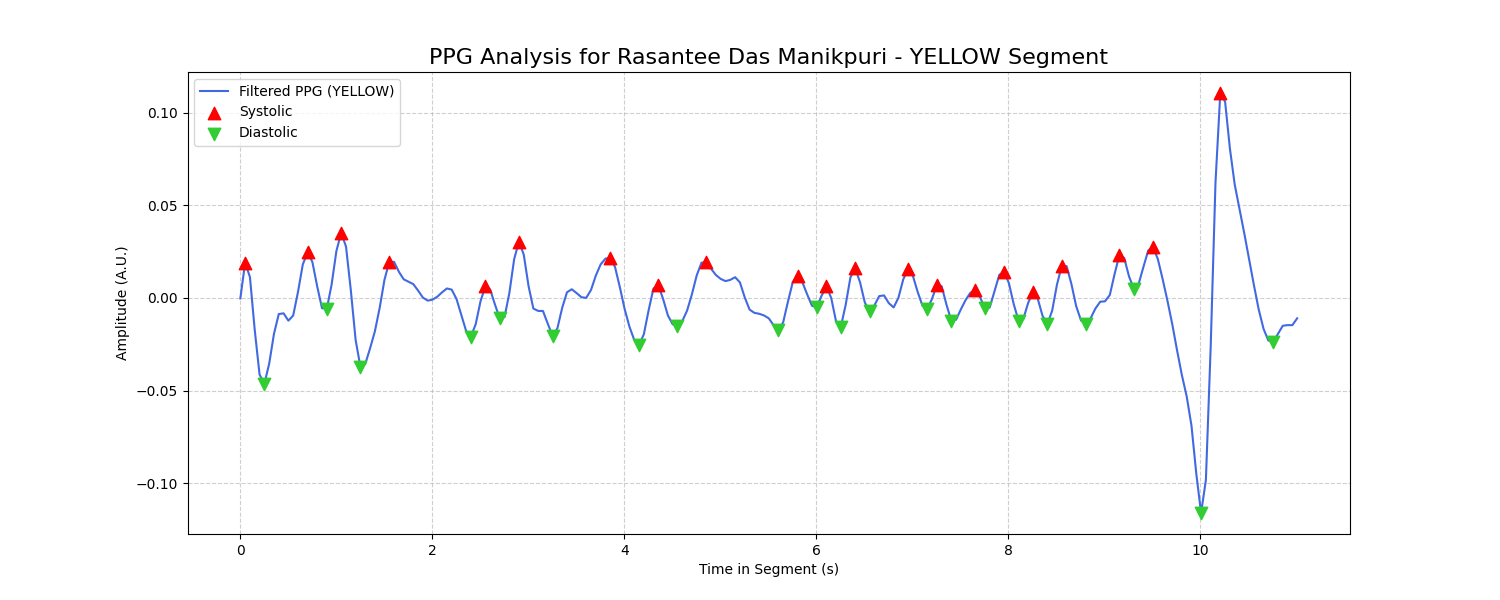 PPG Analysis for Rasantee Das Manikpuri - YELLOW Segment
Filtered PPG (YELLOW)
Systolic
Diastolic
Amplitude (A.U.)
0.10
0.05
0.00
−0.05
−0.10
0 2 4 6 8 10
Time in Segment (s)